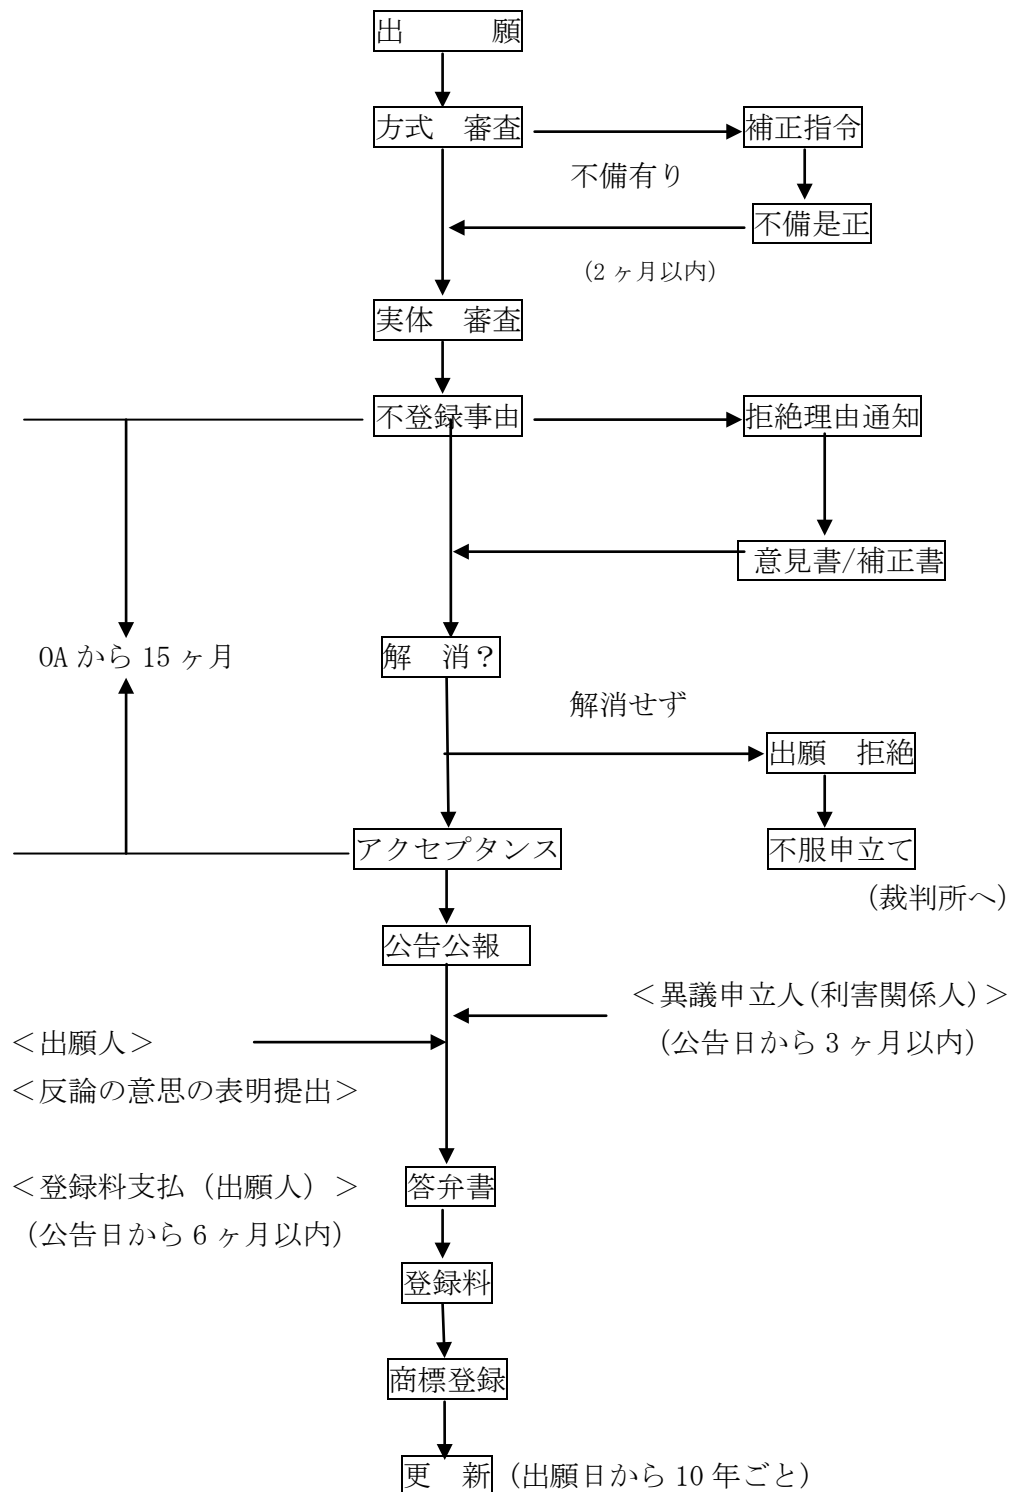 出　　　願
方式　審査
補正指令
不備有り
不備是正
(2 ヶ月以内)
実体　審査
不登録事由
拒絶理由通知
意見書/補正書
OA から 15 ヶ月
解　消？
解消せず
出願　拒絶
アクセプタンス
不服申立て
(裁判所へ)
公告公報
＜異議申立人(利害関係人)＞
(公告日から 3 ヶ月以内)
＜出願人＞
＜反論の意思の表明提出＞
＜登録料支払（出願人）＞
答弁書
(公告日から 6 ヶ月以内)
登録料
商標登録
更　新 (出願日から 10 年ごと)